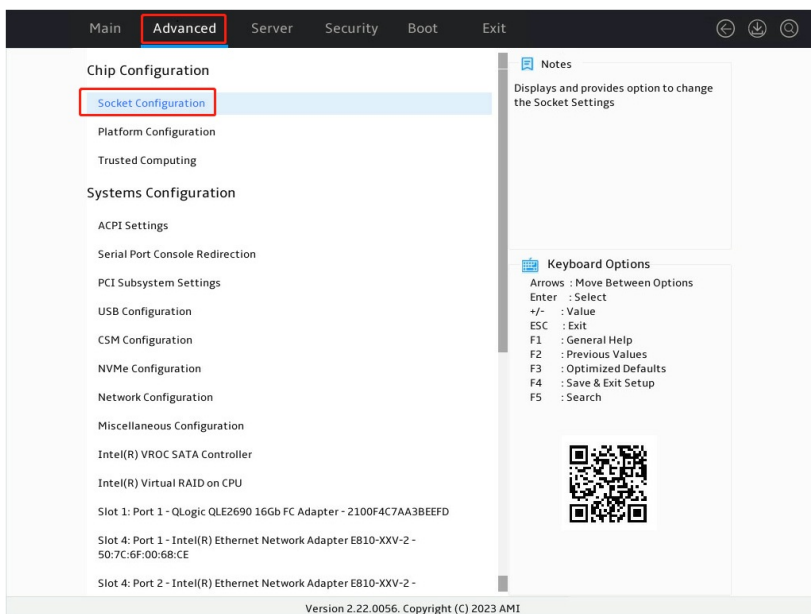 Main Advanced Server Security Boot Exit
Chip Configuration
Socket Configuration
Platform Configuration
Trusted Computing
Systems Configuration
ACPI Settings
Serial Port Console Redirection
PCI Subsystem Settings
USB Configuration
CSM Configuration
NVMe Configuration
Network Configuration
Miscellaneous Configuration
Intel(R) VROC SATA Controller
Intel(R) Virtual RAID on CPU
Slot 1: Port 1 - QLogic QLE2690 16Gb FC Adapter - 2100F4C7AA3BEEFD
Slot 4: Port 1 - Intel(R) Ethernet Network Adapter E810-XXV-2 -
50:7C:6F:00:68:CE
Slot 4: Port 2 - Intel(R) Ethernet Network Adapter E810-XXV-2 -
Notes
Displays and provides option to change
the Socket Settings
Keyboard Options
Arrows : Move Between Options
Enter : Select
+/- : Value
ESC : Exit
F1 : General Help
F2 : Previous Values
F3 : Optimized Defaults
F4 : Save & Exit Setup
F5 : Search
Version 2.22.0056. Copyright (C) 2023 AMI